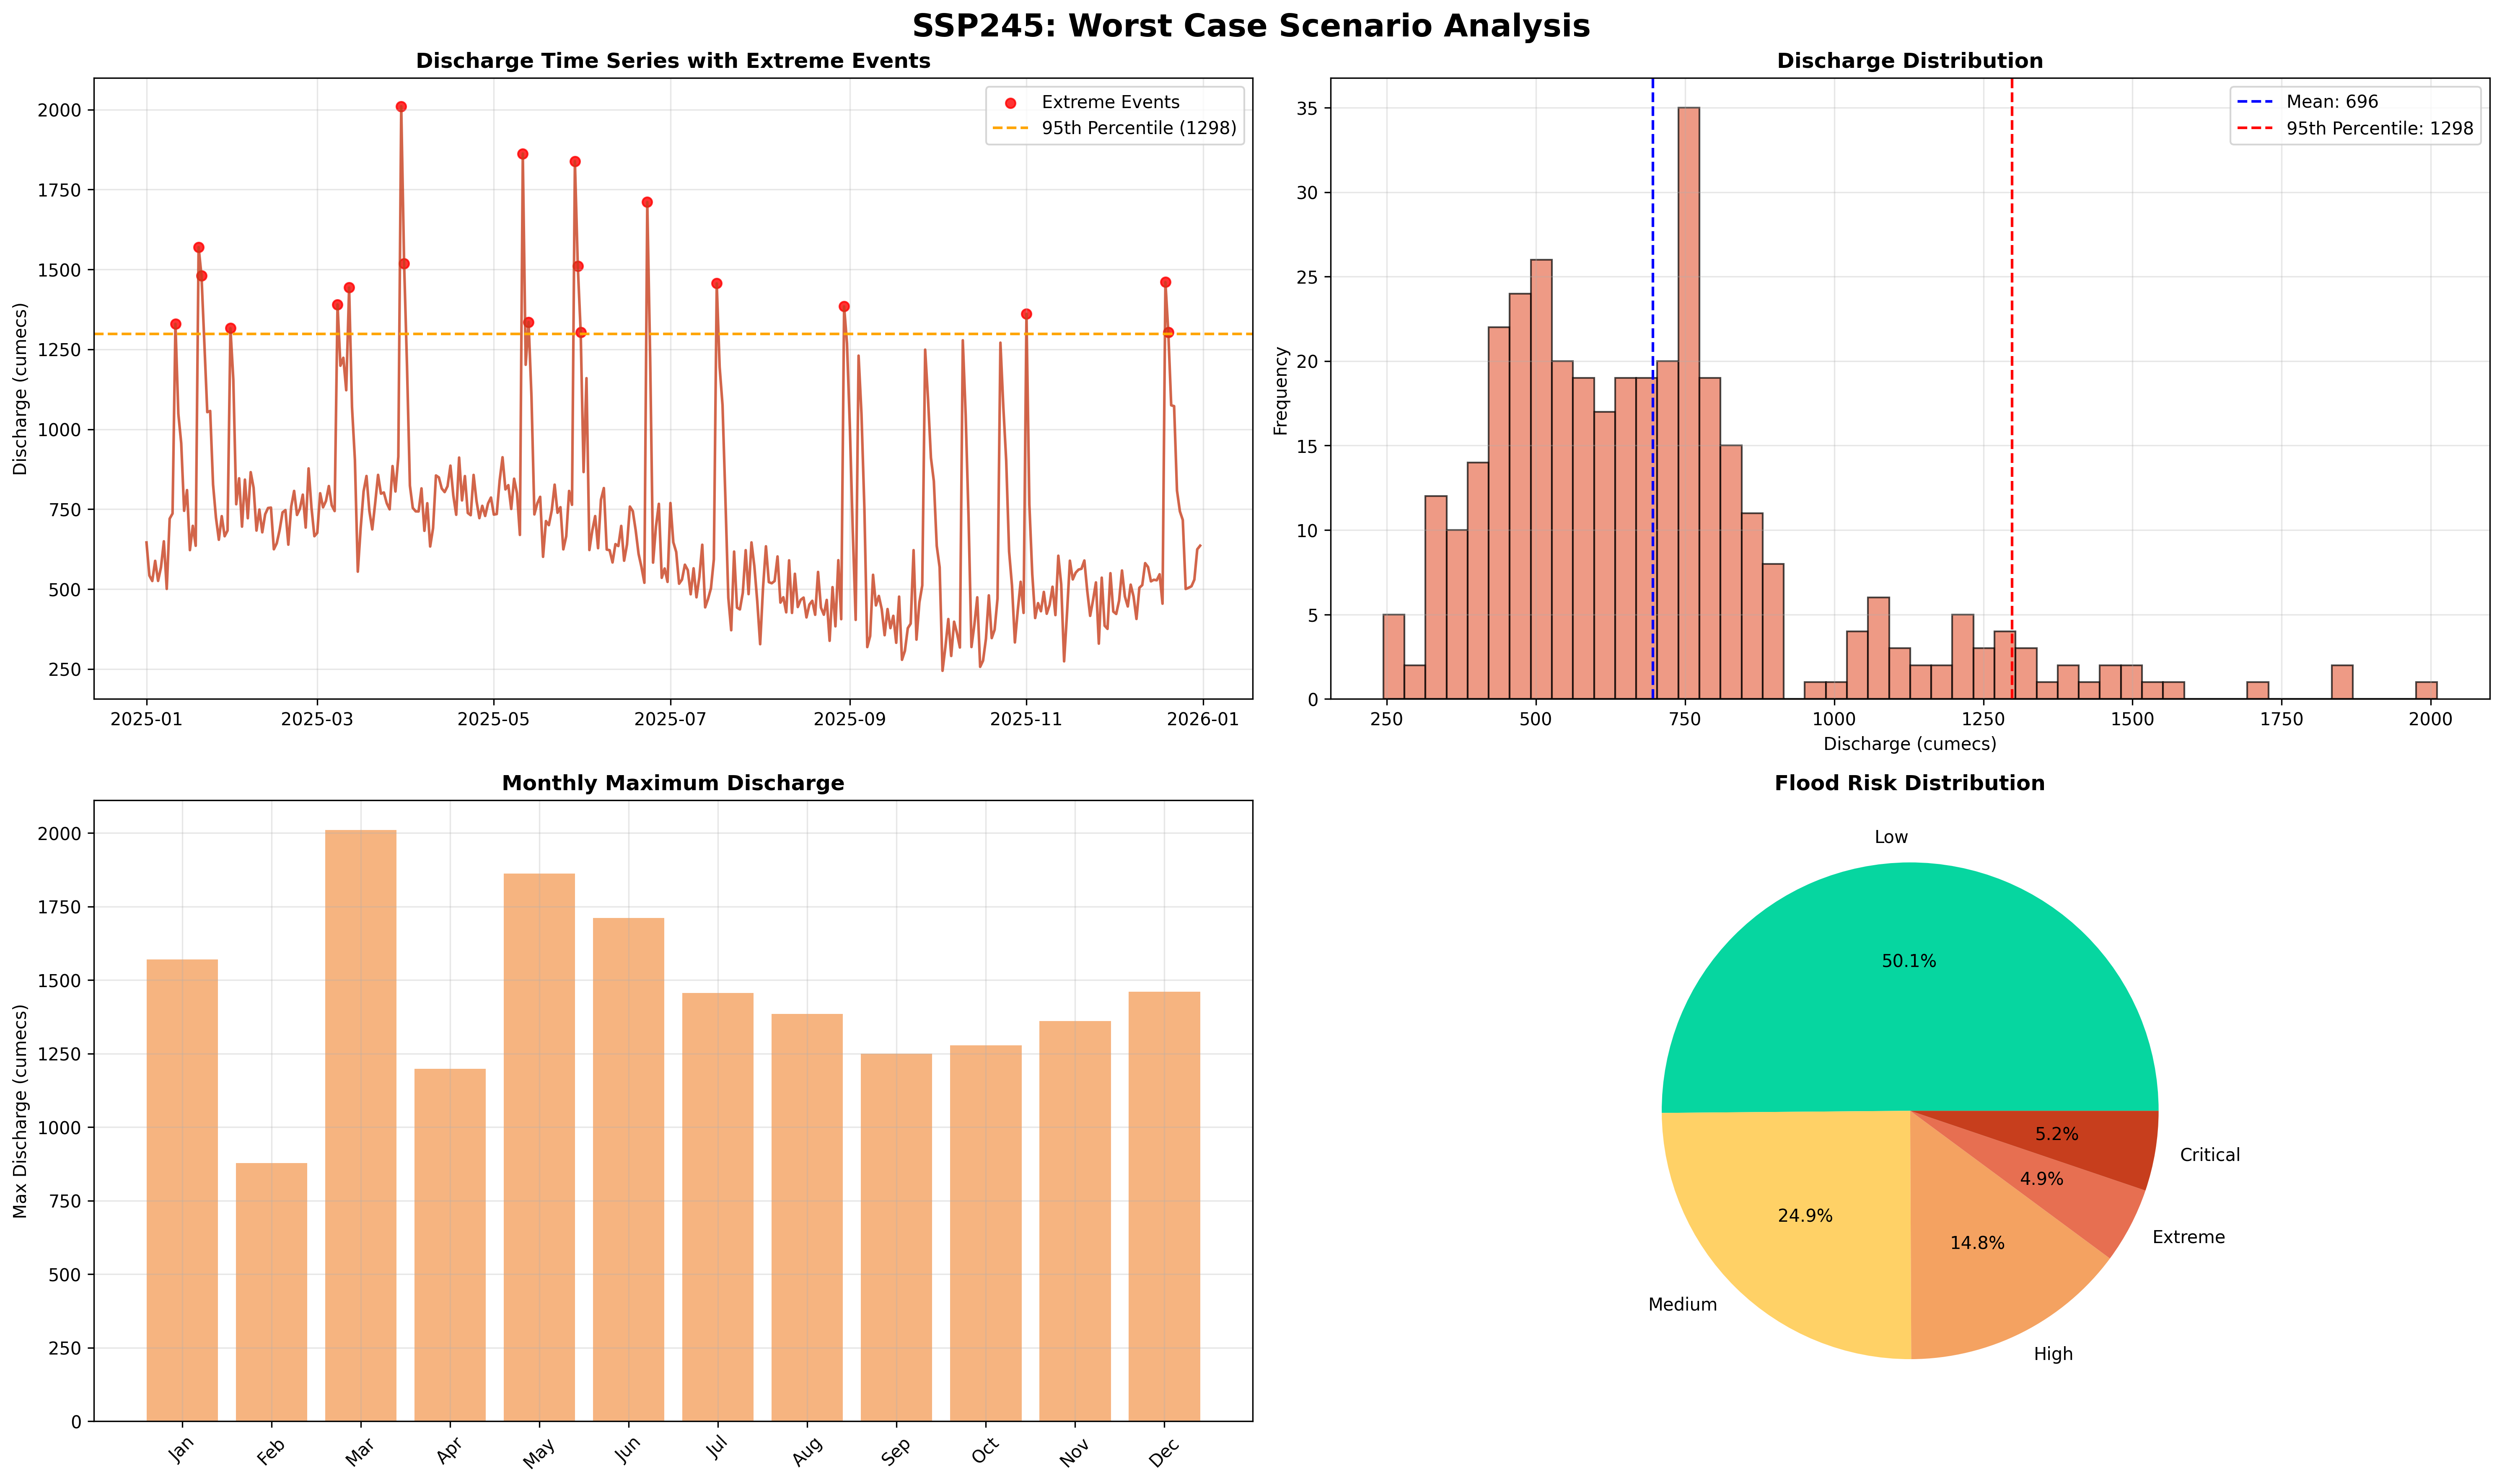 SSP245: Worst Case Scenario Analysis
Discharge Time Series with Extreme Events
Discharge (cumecs)
2000
1750
1500
1250
1000
750
500
250
2025-01 2025-03 2025-05 2025-07 2025-09 2025-11 2026-01
Extreme Events
95th Percentile (1298)
Discharge Distribution
Frequency
35
30
25
20
15
10
5
0
250 500 750 1000 1250 1500 1750 2000
Discharge (cumecs)
Mean: 696
95th Percentile: 1298
Monthly Maximum Discharge
Max Discharge (cumecs)
2000
1750
1500
1250
1000
750
500
250
0
Jan Feb Mar Apr May Jun Jul Aug Sep Oct Nov Dec
Flood Risk Distribution
Low
50.1%
5.2%
Critical
4.9%
24.9%
Extreme
14.8%
Medium
High